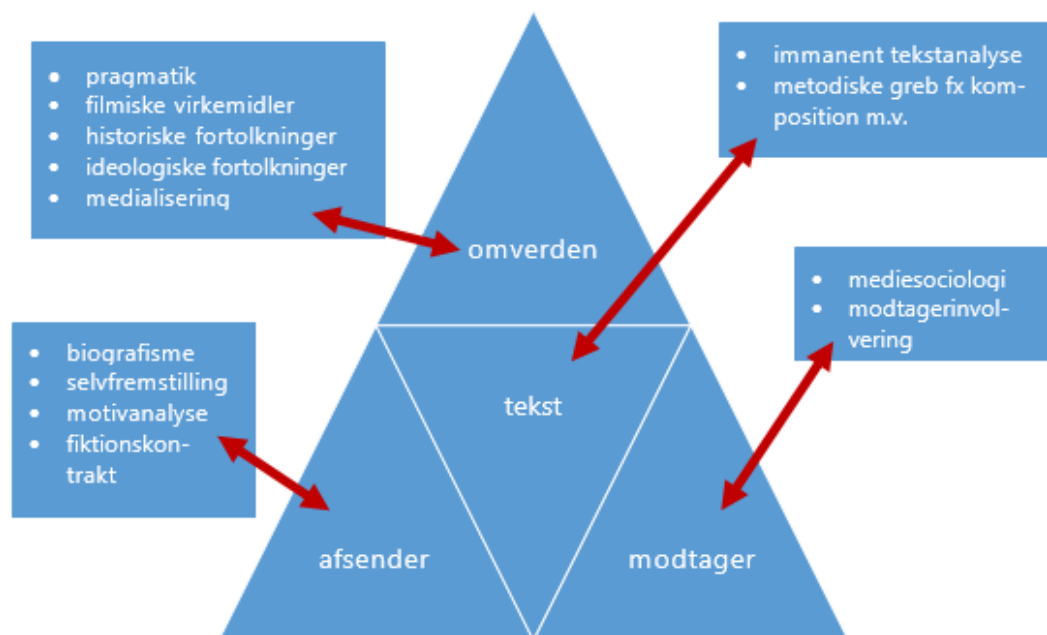 • pragmatik
• filmiske virkemidler
• historiske fortolkninger
• ideologiske fortolkninger
• medialisering
• immanent tekstanalyse
• metodiske greb fx kom-
position m.v.
omverden
• mediesociologi
• modtagerinvol-
vering
• biografisme
• selvfremstilling
• motivanalyse
• fiktionskon-
trakt
tekst
afsender
modtager